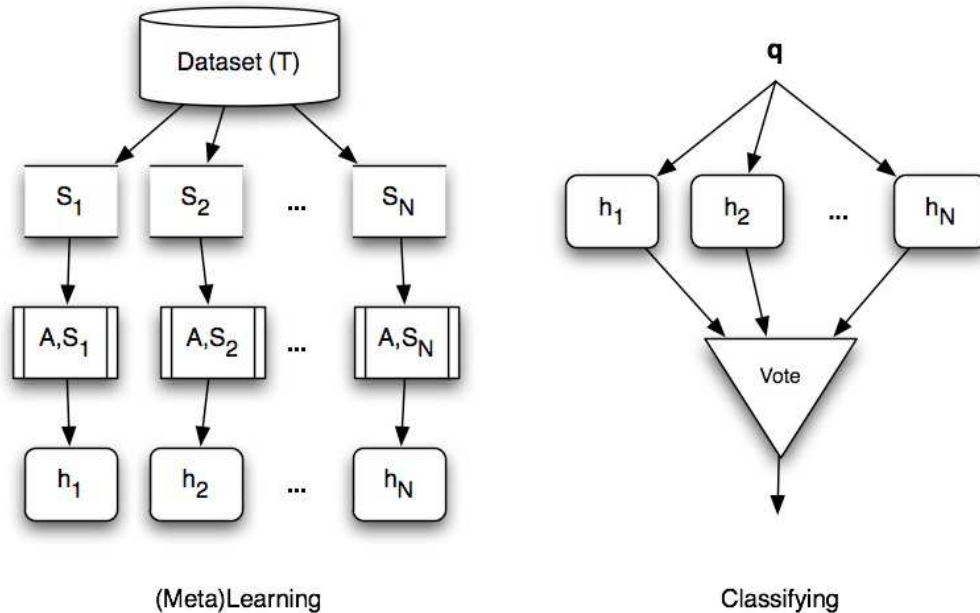 Dataset (T)
S1 S2 ... SN
A,S1 A,S2 ... A,SN
h1 h2 ... hN
(Meta)Learning
q
h1 h2 ... hN
Vote
Classifying